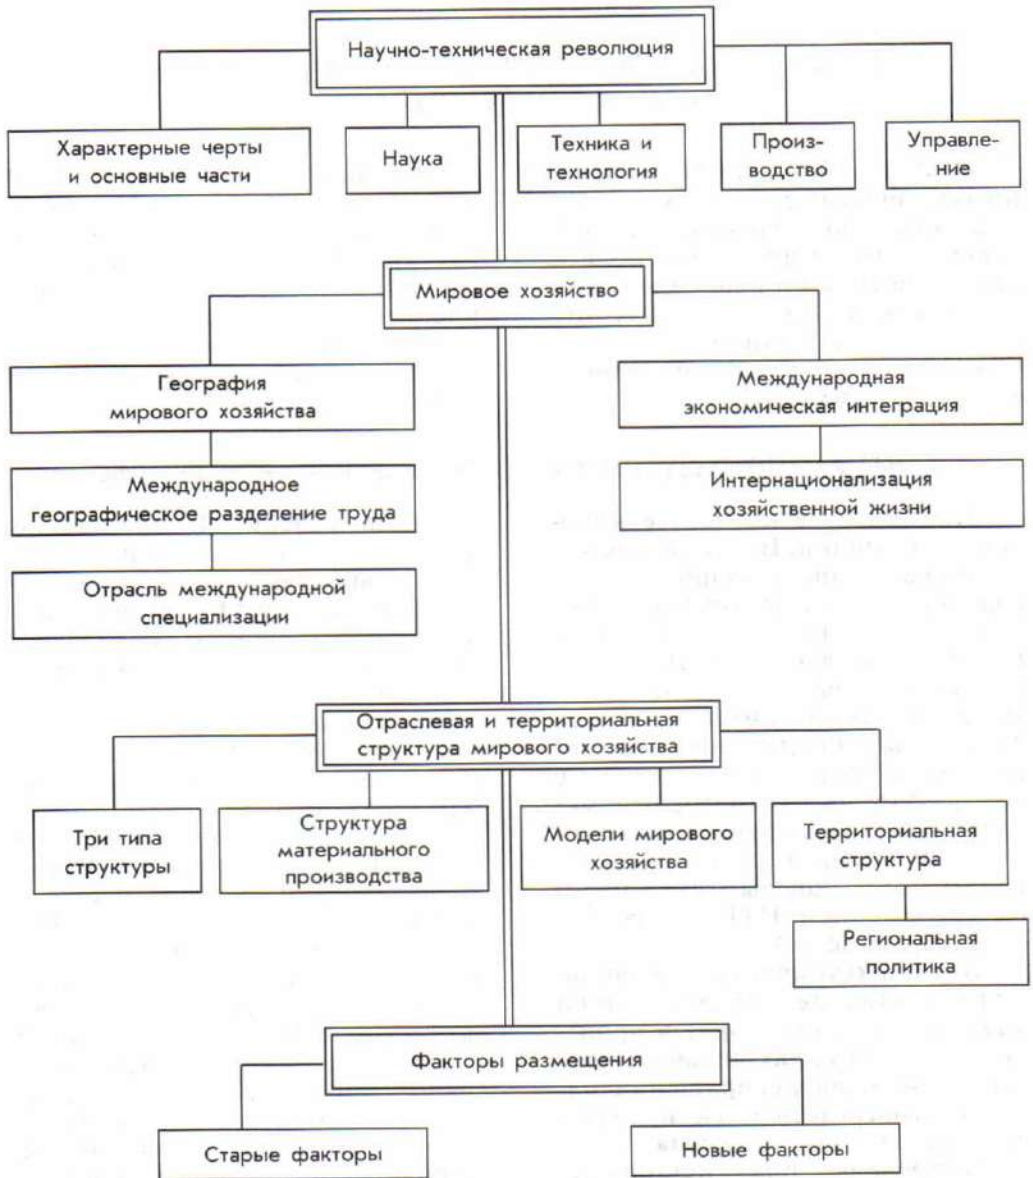 Научно-техническая революция
Характерные черты
и основные части
Наука
Техника и
технология
Произ-
водство
Управле-
ние
Мировое хозяйство
География
мирового хозяйства
Международная
экономическая интеграция
Международное
географическое разделение труда
Интернационализация
хозяйственной жизни
Отрасль международной
специализации
Отраслевая и территориальная
структура мирового хозяйства
Три типа
структуры
Структура
материального
производства
Модели мирового
хозяйства
Территориальная
структура
Региональная
политика
Факторы размещения
Старые факторы
Новые факторы